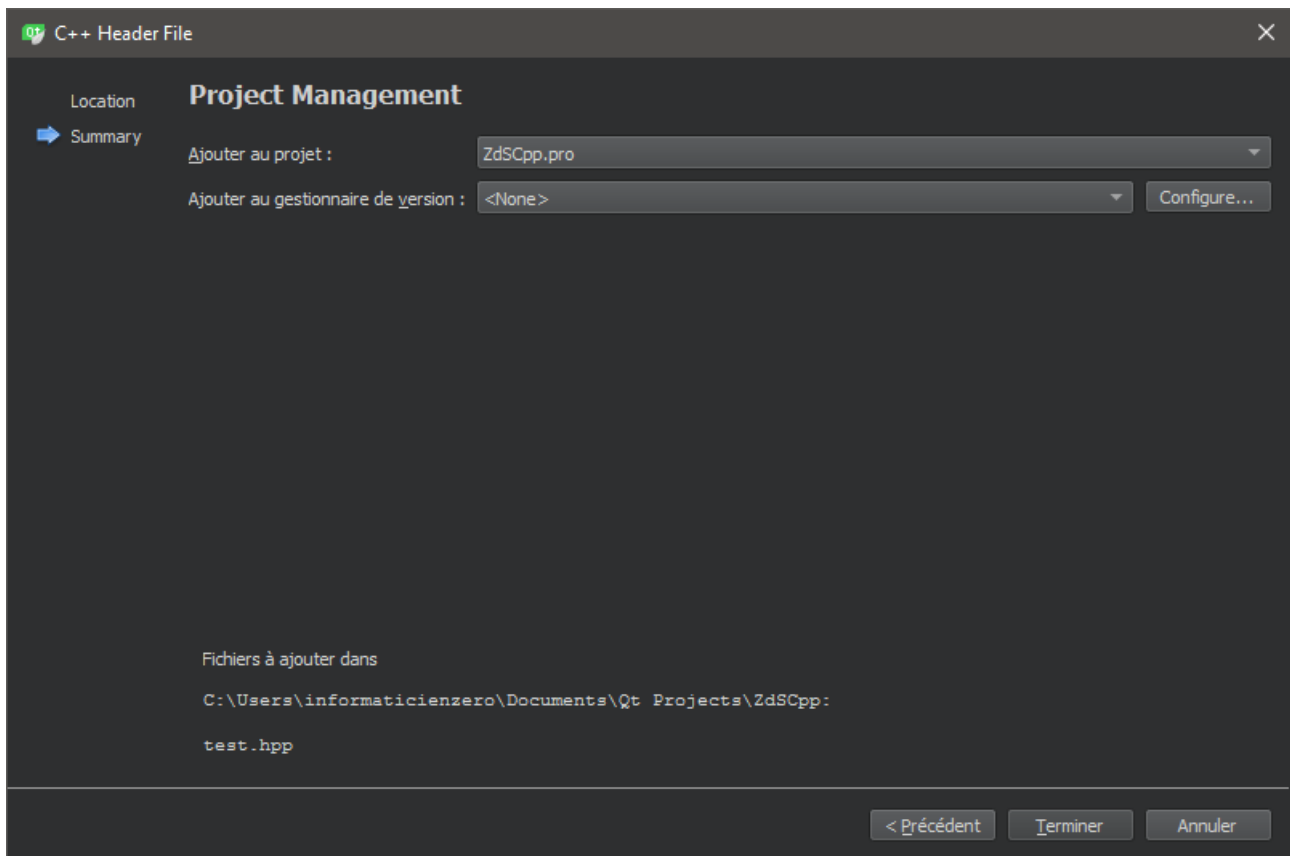 Qt C++ Header File
Location
Summary
Project Management
Ajouter au projet :
ZdSCpp.pro
Ajouter au gestionnaire de version :
<None>
Configure...
Fichiers à ajouter dans
C:\Users\informaticienzero\Documents\Qt Projects\ZdSCpp:
test.hpp
< Précédent
Terminer
Annuler